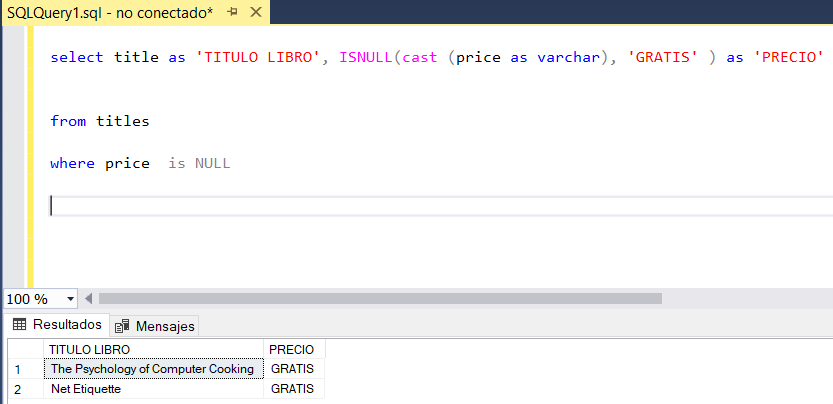 SQLQuery1.sql - no conectado*
select title as 'TITULO LIBRO', ISNULL(cast (price as varchar), 'GRATIS' ) as 'PRECIO'
from titles
where price  is NULL
100 %
Resultados Mensajes
TITULO LIBRO PRECIO
1 The Psychology of Computer Cooking GRATIS
2 Net Etiquette GRATIS